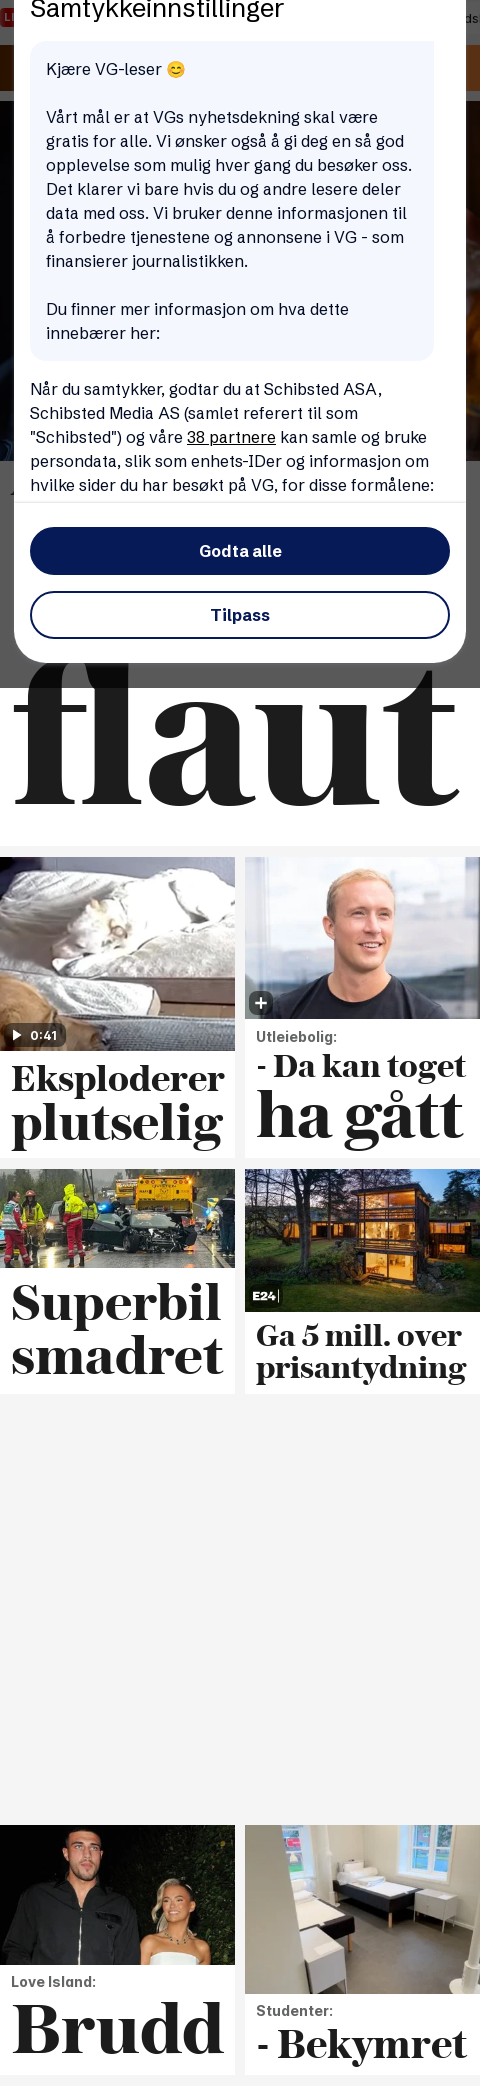 Samtykkeinnstillinger
Kjære VG-leser 😊
Vårt mål er at VGs nyhetsdekning skal være
gratis for alle. Vi ønsker også å gi deg en så god
opplevelse som mulig hver gang du besøker oss.
Det klarer vi bare hvis du og andre lesere deler
data med oss. Vi bruker denne informasjonen til
å forbedre tjenestene og annonsene i VG - som
finansierer journalistikken.
Du finner mer informasjon om hva dette
innebærer her:
Når du samtykker, godtar du at Schibsted ASA,
Schibsted Media AS (samlet referert til som
"Schibsted") og våre 38 partnere kan samle og bruke
persondata, slik som enhets-IDer og informasjon om
hvilke sider du har besøkt på VG, for disse formålene:
Godta alle
Tilpass
flaut
0:41
Eksploderer
plutselig
Utleiebolig:
- Da kan toget
ha gått
Superbil
smadret
E24
Ga 5 mill. over
prisantydning
Love Island:
Brudd
Studenter:
- Bekymret